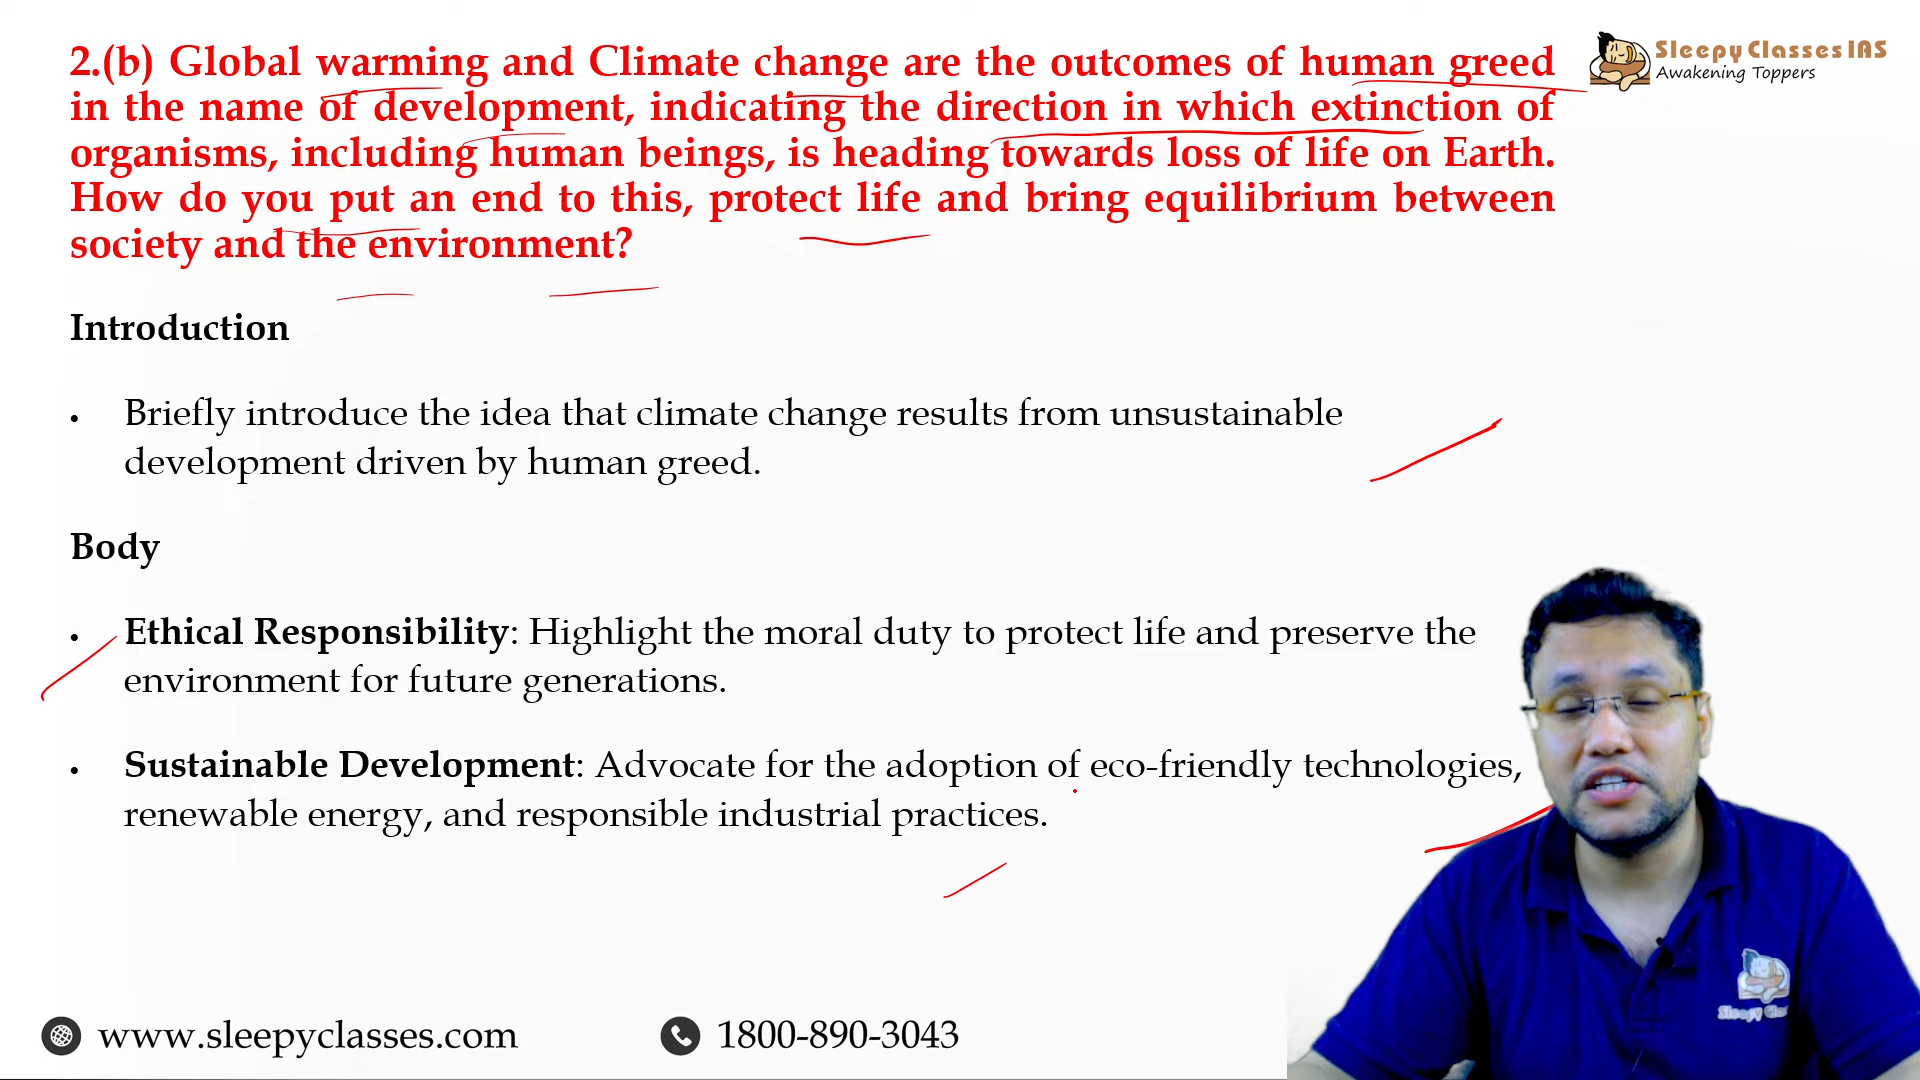 2.(b) Global warming and Climate change are the outcomes of human greed
in the name of development, indicating the direction in which extinction of
organisms, including human beings, is heading towards loss of life on Earth.
How do you put an end to this, protect life and bring equilibrium between
society and the environment?
Sleepy Classes IAS
Awakening Toppers
Introduction
• Briefly introduce the idea that climate change results from unsustainable
development driven by human greed.
Body
• Ethical Responsibility: Highlight the moral duty to protect life and preserve the
environment for future generations.
• Sustainable Development: Advocate for the adoption of eco-friendly technologies,
renewable energy, and responsible industrial practices.
www.sleepyclasses.com
1800-890-3043